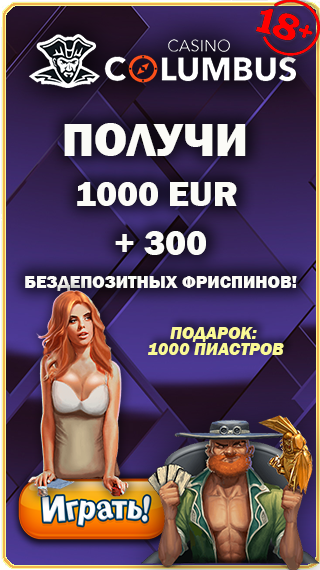 18+
CASINO
COLUMBUS
ПОЛУЧИ
1000 EUR
+ 300
БЕЗДЕПОЗИТНЫХ ФРИСПИНОВ!
ПОДАРОК:
1000 ПИАСТРОВ
Играть!